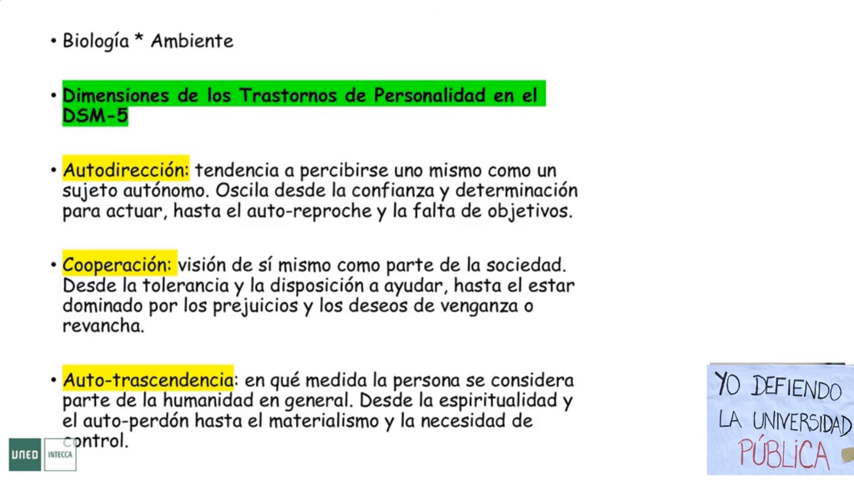 • Biología * Ambiente
• Dimensiones de los Trastornos de Personalidad en el
DSM-5
• Autodirección: tendencia a percibirse uno mismo como un
sujeto autónomo. Oscila desde la confianza y determinación
para actuar, hasta el auto-reproche y la falta de objetivos.
• Cooperación: visión de sí mismo como parte de la sociedad.
Desde la tolerancia y la disposición a ayudar, hasta el estar
dominado por los prejuicios y los deseos de venganza o
revancha.
• Auto-trascendencia: en qué medida la persona se considera
parte de la humanidad en general. Desde la espiritualidad y
el auto-perdón hasta el materialismo y la necesidad de
control.
UNED INTECCA
YO DEFIENDO
LA UNIVERSIDAD
PÚBLICA